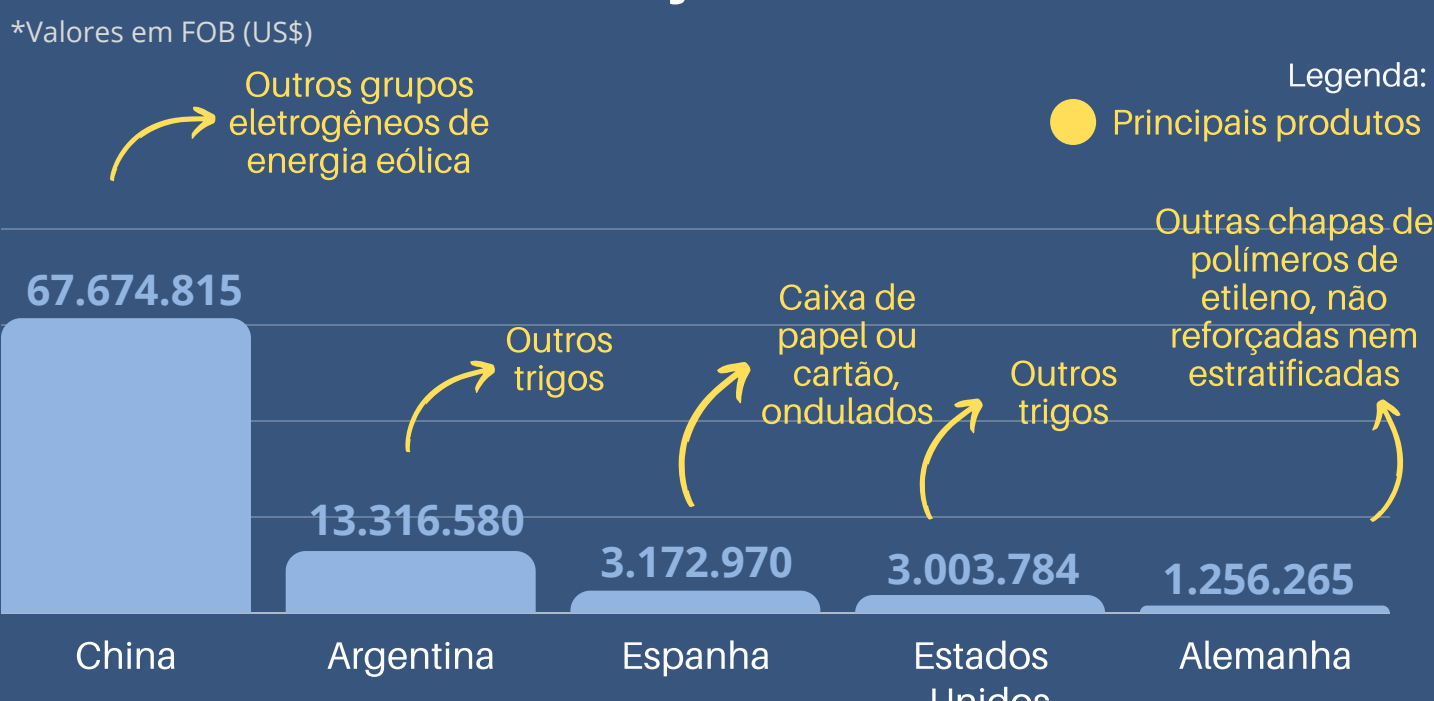 *Valores em FOB (US$)
Legenda:
Principais produtos
Outros grupos
eletrogêneos de
energia eólica
67.674.815
Outros
trigos
13.316.580
Caixa de
papel ou
cartão,
ondulados
3.172.970
Outros
trigos
3.003.784
Outras chapas de
polímeros de
etileno, não
reforçadas nem
estratificadas
1.256.265
China
Argentina
Espanha
Estados
Unidos
Alemanha